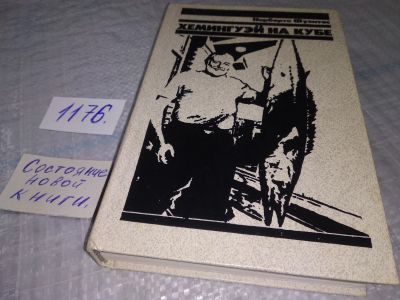 Норберто Фуэнтес
ХЕМИНГУЭЙ НА КУБЕ
1176.
Состояние
новой
книги.